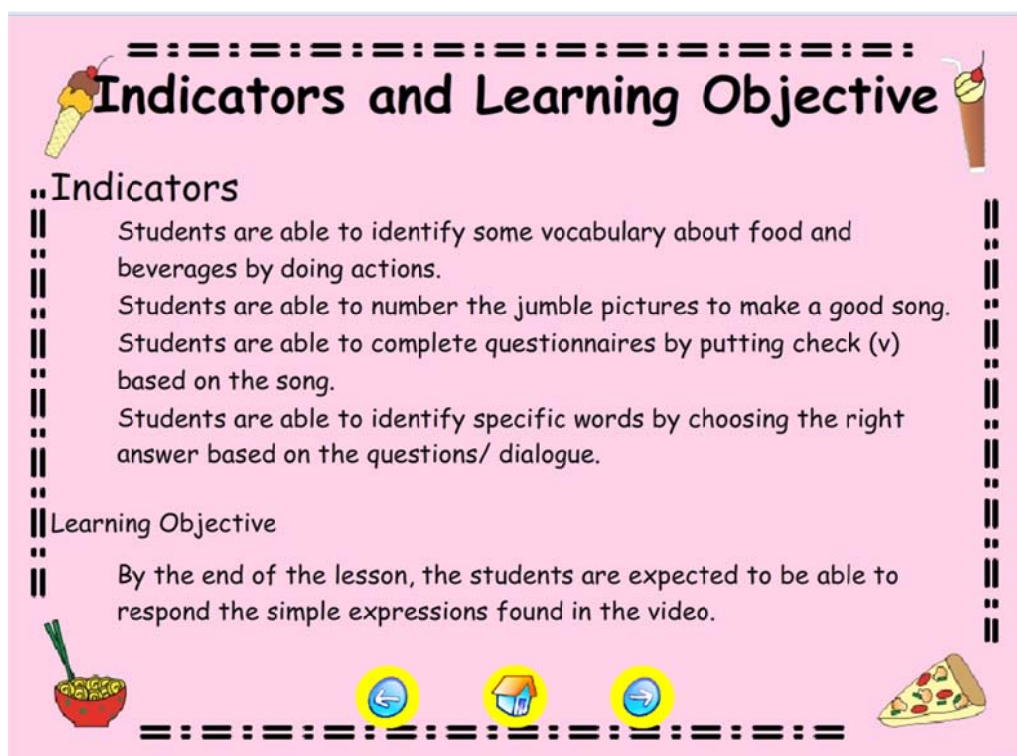 Indicators and Learning Objective
Indicators
Students are able to identify some vocabulary about food and
beverages by doing actions.
Students are able to number the jumble pictures to make a good song.
Students are able to complete questionnaires by putting check (v)
based on the song.
Students are able to identify specific words by choosing the right
answer based on the questions/ dialogue.
Learning Objective
By the end of the lesson, the students are expected to be able to
respond the simple expressions found in the video.